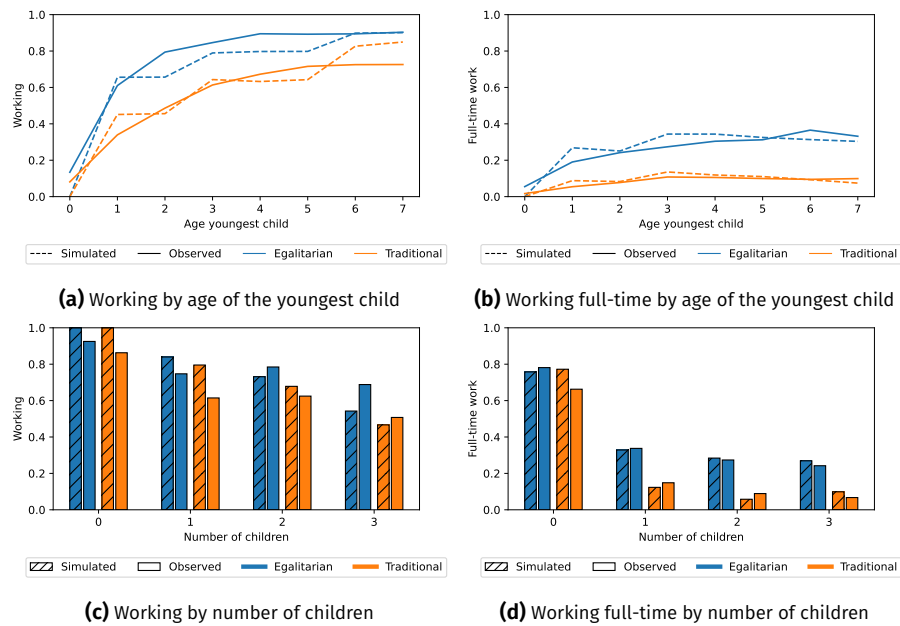 1.0
0.8
0.6
0.4
0.2
0.0
Working
0 1 2 3 4 5 6 7
Age youngest child
Simulated Observed Egalitarian Traditional
(a) Working by age of the youngest child
1.0
0.8
0.6
0.4
0.2
0.0
Full-time work
0 1 2 3 4 5 6 7
Age youngest child
Simulated Observed Egalitarian Traditional
(b) Working full-time by age of the youngest child
1.0
0.8
0.6
0.4
0.2
0.0
Working
0 1 2 3
Number of children
Simulated Observed Egalitarian Traditional
(c) Working by number of children
1.0
0.8
0.6
0.4
0.2
0.0
Full-time work
0 1 2 3
Number of children
Simulated Observed Egalitarian Traditional
(d) Working full-time by number of children